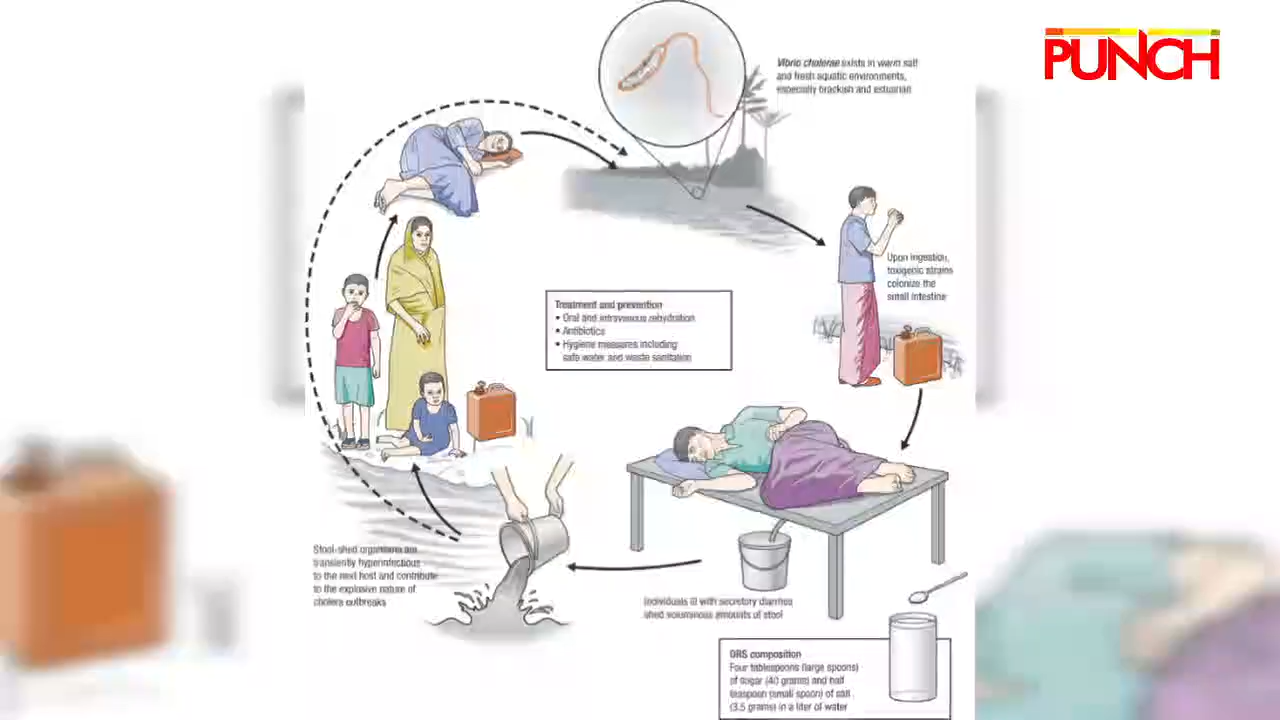 PUNCH
Vibrio cholerae exists in warm salt
and fresh aquatic environments,
especially brackish and estuarian
Upon ingestion,
toxigenic strains
colonize the
small intestine
Treatment and prevention
• Oral and intravenous rehydration
• Antibiotics
• Hygiene measures including
safe water and waste sanitation
Individuals ill with secretory diarrhea
shed voluminous amounts of stool
Stool-shed organisms are
transiently hyperinfectious
to the next host and contribute
to the explosive nature of
cholera outbreaks
ORS composition
Four tablespoons (large spoons)
of sugar (40 grams) and half
teaspoon (small spoon) of salt
(3.5 grams) in a liter of water